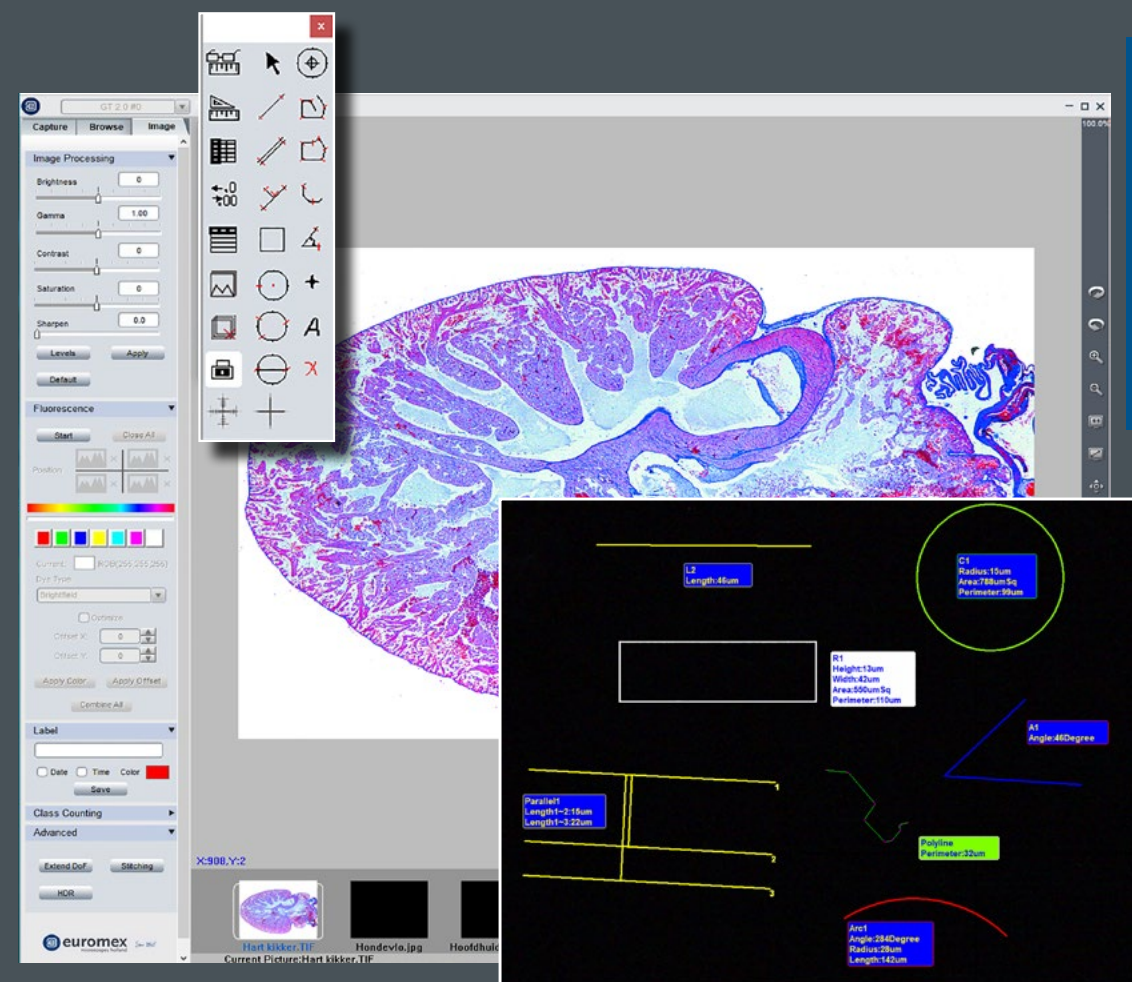 GT 2.0 #0
Capture Browse Image
100.0%
Image Processing
Brightness 0
Gamma 1.00
Contrast 0
Saturation 0
Sharpen 0.0
Levels Apply
Default
Fluorescence
Start Close All
Position
Current: RGB(255,255,255)
Dye Type
Brightfield
Optimize
Offset X: 0
Offset Y: 0
Apply Color Apply Offset
Combine All
Label
Date Time Color
Save
Class Counting
Advanced
Extend DoF Stitching
HDR
euromex
microscopes holland
X:908,Y:2
Hart kikker.TIF Hondevlo.jpg Hoofdhuid
Current Picture:Hart kikker.TIF
←.0
→.00
A
L2
Length:46um
C1
Radius:15um
Area:788umSq
Perimeter:99um
R1
Height:13um
Width:42um
Area:550umSq
Perimeter:110um
A1
Angle:46Degree
Parallel1
Length1~2:15um
Length1~3:22um
1
2
3
Polyline
Perimeter:32um
Arc1
Angle:284Degree
Radius:28um
Length:142um